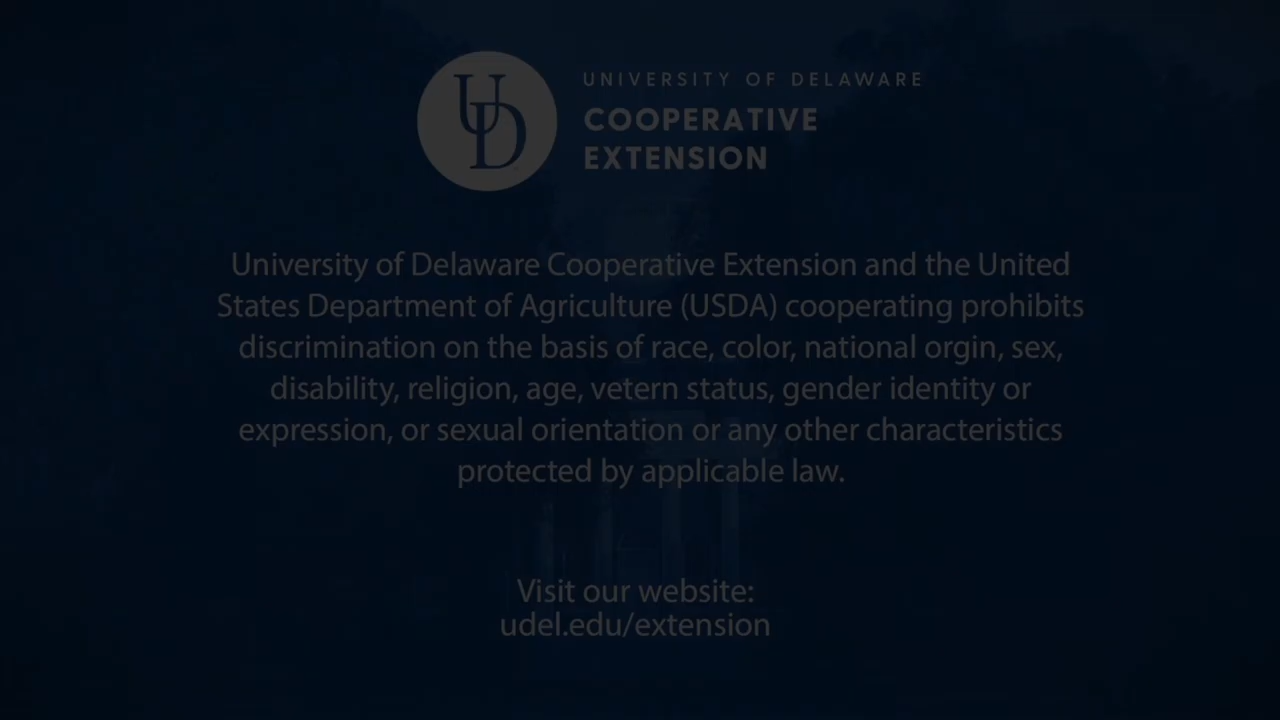 UD
UNIVERSITY OF DELAWARE
COOPERATIVE
EXTENSION
University of Delaware Cooperative Extension and the United
States Department of Agriculture (USDA) cooperating prohibits
discrimination on the basis of race, color, national orgin, sex,
disability, religion, age, vetern status, gender identity or
expression, or sexual orientation or any other characteristics
protected by applicable law.
Visit our website:
udel.edu/extension